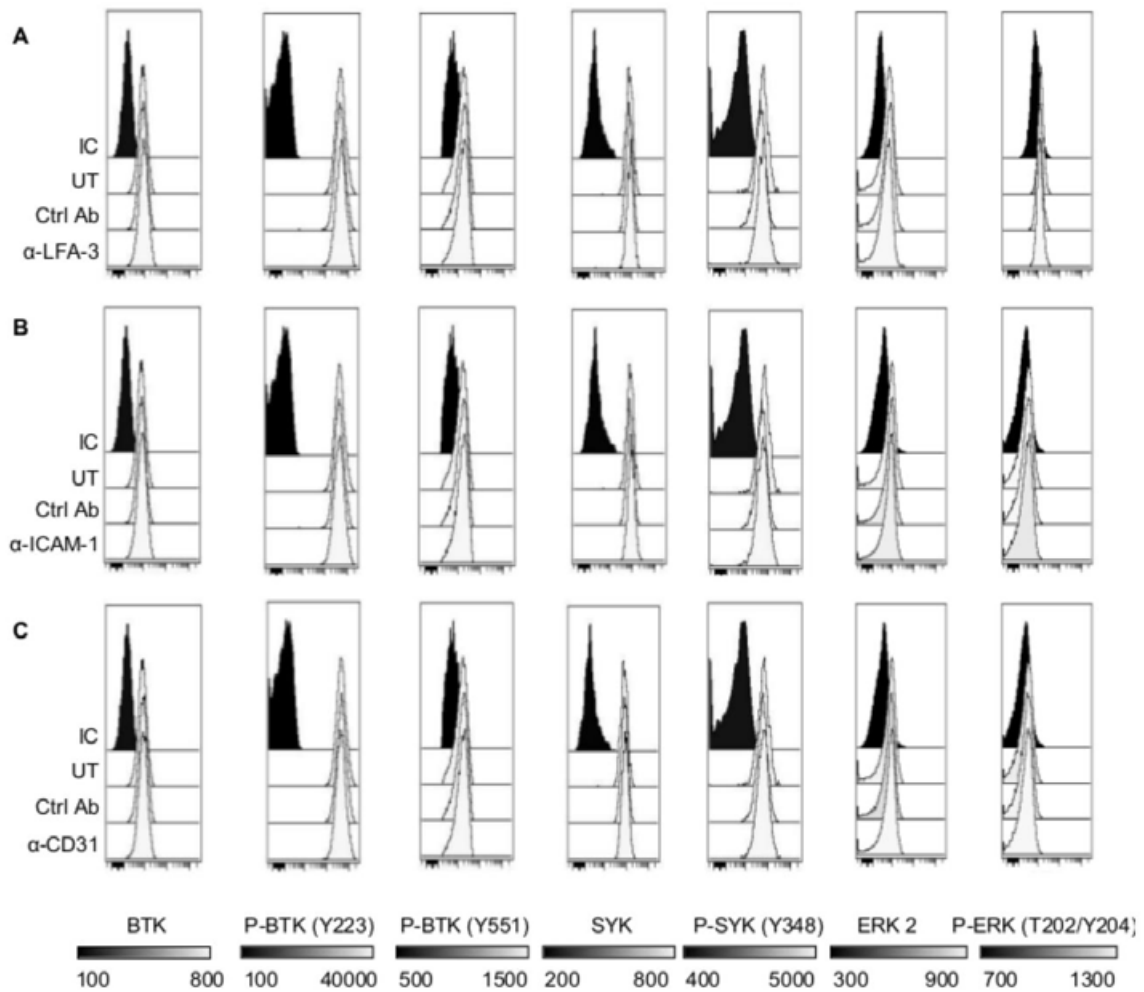 A
IC
UT
Ctrl Ab
α-LFA-3
B
IC
UT
Ctrl Ab
α-ICAM-1
C
IC
UT
Ctrl Ab
α-CD31
BTK P-BTK (Y223) P-BTK (Y551) SYK P-SYK (Y348) ERK 2 P-ERK (T202/Y204)
100 800 100 40000 500 1500 200 800 400 5000 300 900 700 1300